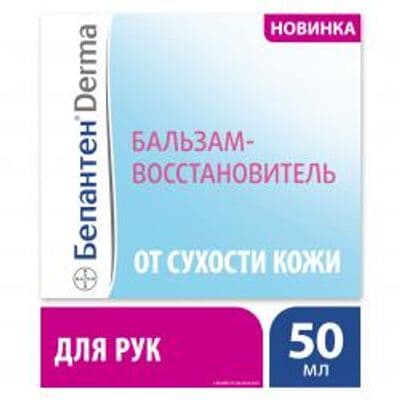 НОВИНКА
Бепантен® Derma
БАЛЬЗАМ-
ВОССТАНОВИТЕЛЬ
ОТ СУХОСТИ КОЖИ
ДЛЯ РУК
50
МЛ